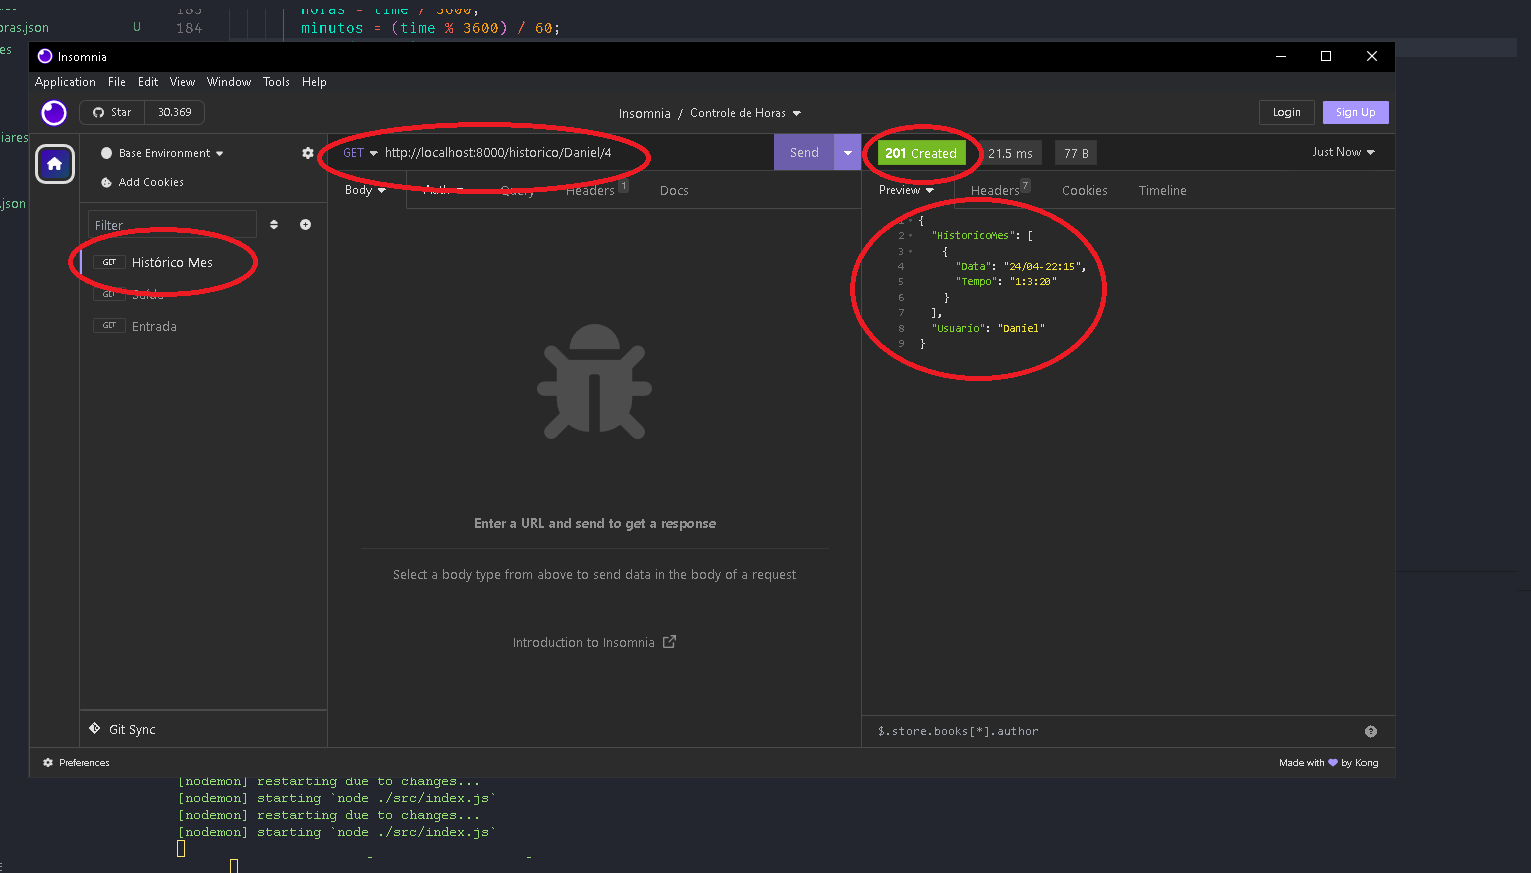 horas = time / 3600;
oras.json U 184 minutos = (time % 3600) / 60;
es
Insomnia
Application File Edit View Window Tools Help
Star 30.369 Insomnia / Controle de Horas Login Sign Up
iares
Base Environment GET http://localhost:8000/historico/Daniel/4 Send 201 Created 21.5 ms 77 B Just Now
Add Cookies Body Auth Query Headers 1 Docs Preview Headers 7 Cookies Timeline
.json
Filter
GET Histórico Mes
GET Saída
GET Entrada
1 {
2 "HistoricoMes": [
3 {
4 "Data": "24/04-22:15",
5 "Tempo": "1:3:20"
6 }
7 ],
8 "Usuario": "Daniel"
9 }
Enter a URL and send to get a response
Select a body type from above to send data in the body of a request
Introduction to Insomnia
Git Sync $.store.books[*].author
Preferences Made with by Kong
[nodemon] restarting due to changes...
[nodemon] starting `node ./src/index.js`
[nodemon] restarting due to changes...
[nodemon] starting `node ./src/index.js`